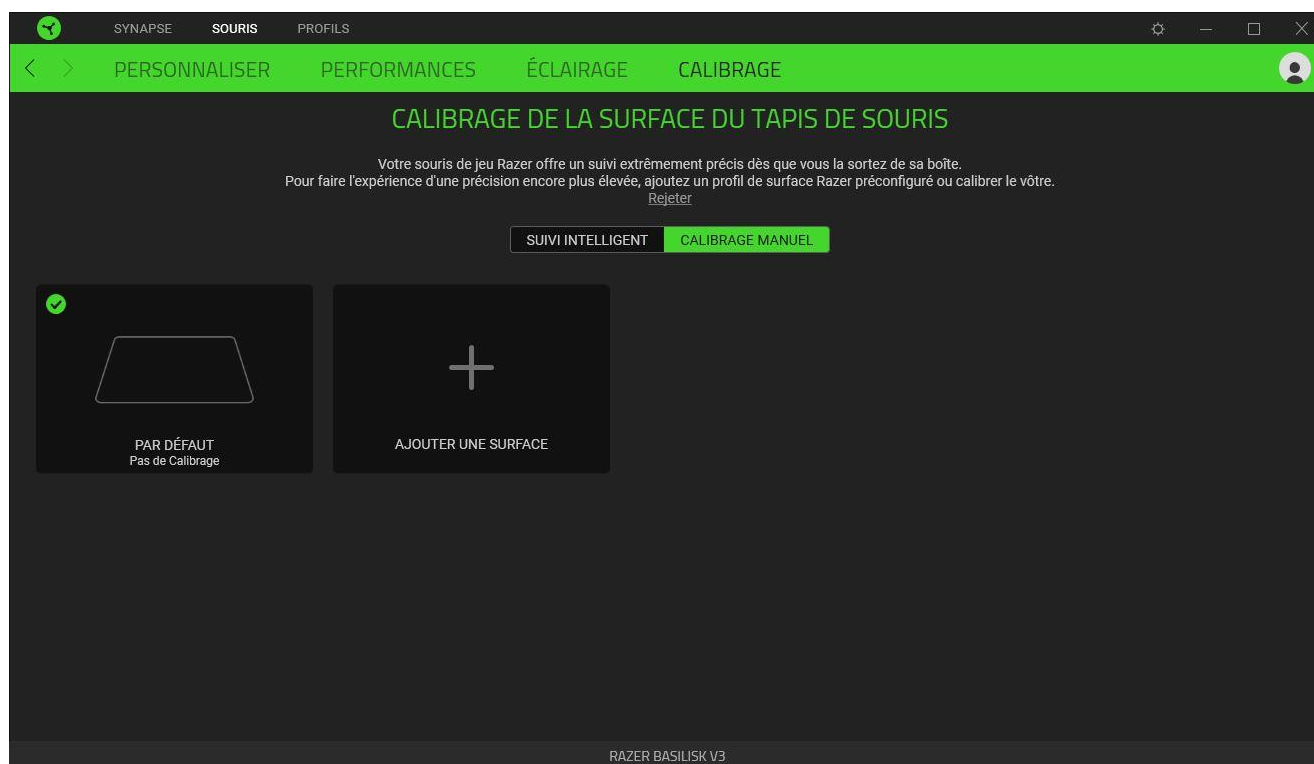 SYNAPSE SOURIS PROFILS
PERSONNALISER PERFORMANCES ÉCLAIRAGE CALIBRAGE
CALIBRAGE DE LA SURFACE DU TAPIS DE SOURIS
Votre souris de jeu Razer offre un suivi extrêmement précis dès que vous la sortez de sa boîte.
Pour faire l'expérience d'une précision encore plus élevée, ajoutez un profil de surface Razer préconfiguré ou calibrer le vôtre.
Rejeter
SUIVI INTELLIGENT CALIBRAGE MANUEL
PAR DÉFAUT
Pas de Calibrage
AJOUTER UNE SURFACE
RAZER BASILISK V3